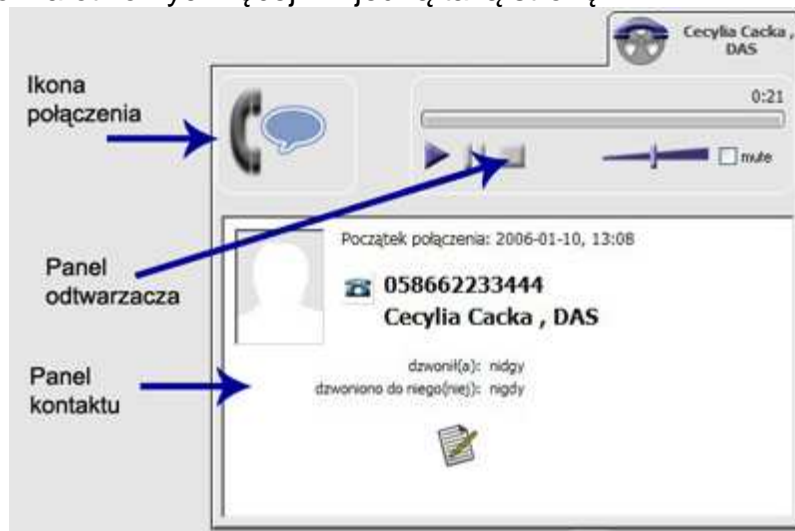 Cecylia Cacka ,
DAS
Ikona
połączenia
0:21
mute
Początek połączenia: 2006-01-10, 13:08
058662233444
Cecylia Cacka , DAS
Panel
odtwarzacza
dzwonił(a): nidgy
dzwoniono do niego(niej): nigdy
Panel
kontaktu